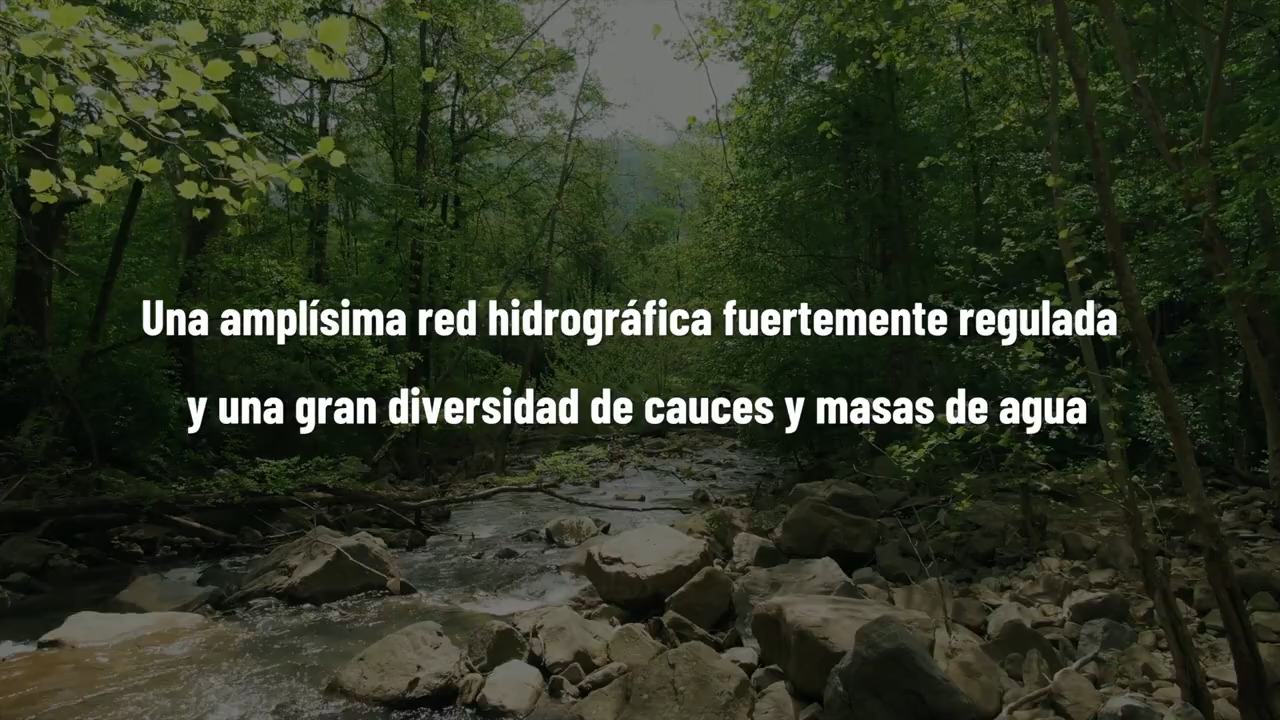 Una amplísima red hidrográfica fuertemente regulada
y una gran diversidad de cauces y masas de agua